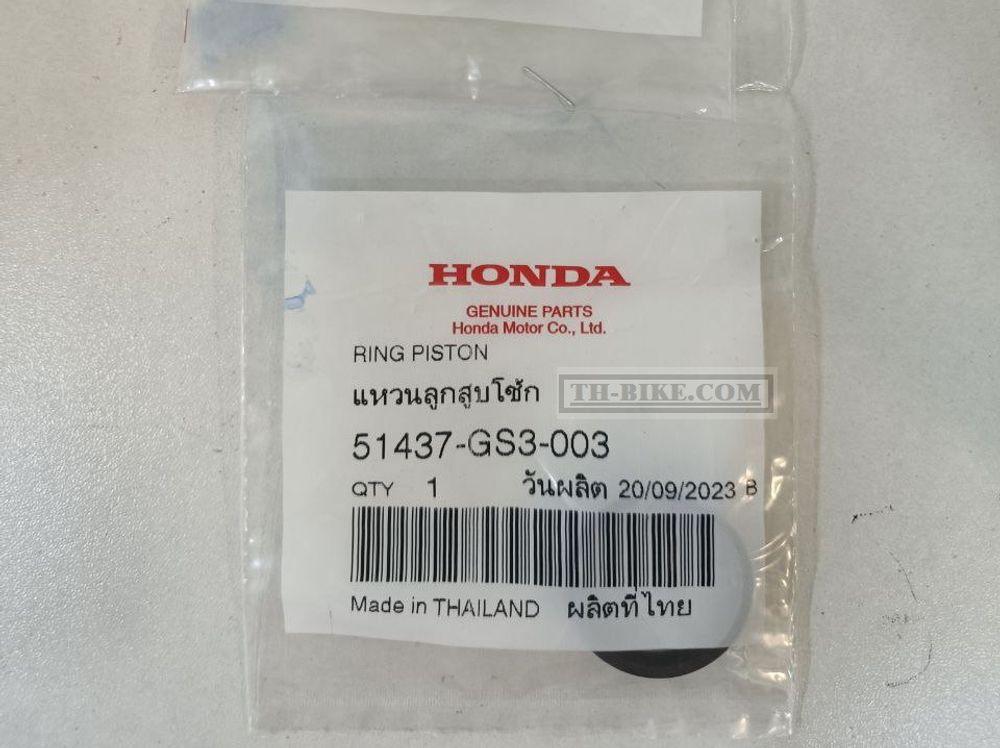 HONDA
GENUINE PARTS
Honda Motor Co., Ltd.
RING PISTON
แหวนลูกสูบโช้ก
TH-BIKE.COM
51437-GS3-003
QTY 1 วันผลิต 20/09/2023 B
Made in THAILAND ผลิตที่ไทย